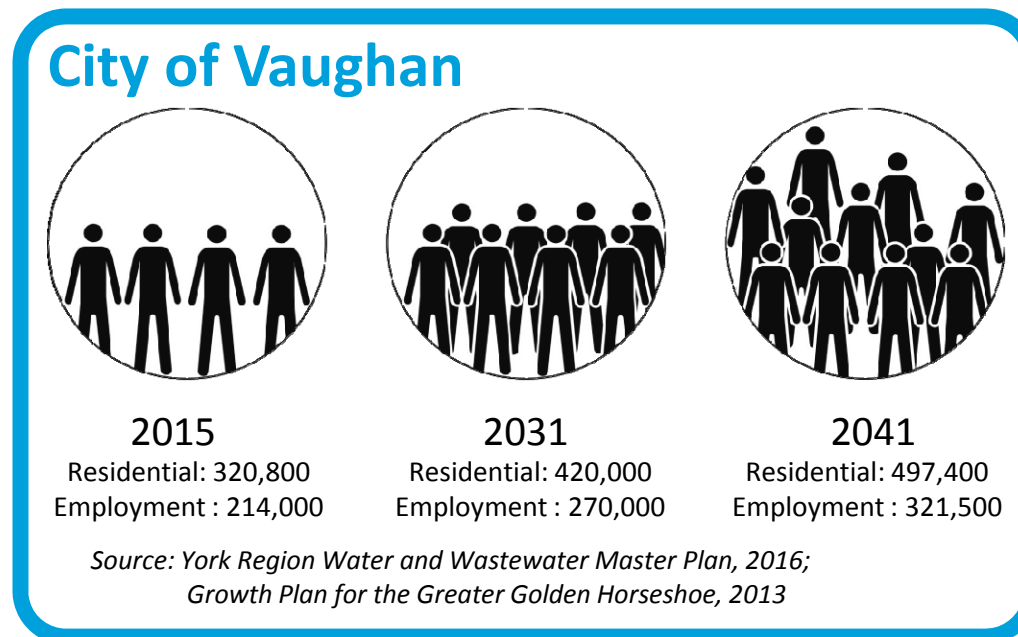 City of Vaughan
2015
Residential: 320,800
Employment : 214,000
2031
Residential: 420,000
Employment : 270,000
2041
Residential: 497,400
Employment : 321,500
Source: York Region Water and Wastewater Master Plan, 2016;
Growth Plan for the Greater Golden Horseshoe, 2013